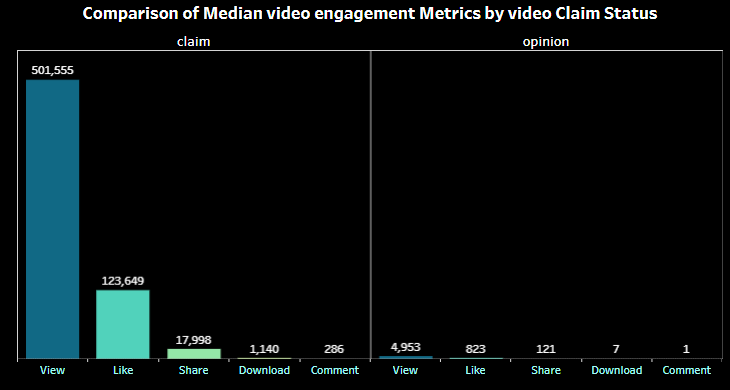 Comparison of Median video engagement Metrics by video Claim Status
claim opinion
501,555
123,649
17,998 1,140 286 4,953 823 121 7 1
View Like Share Download Comment View Like Share Download Comment